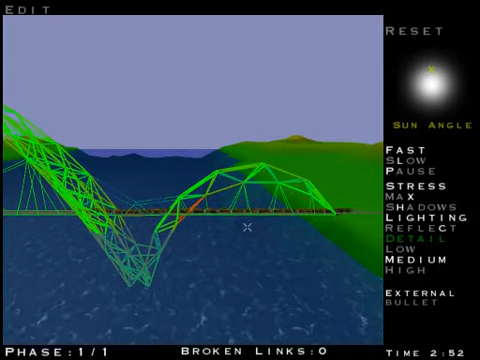 Edit
Reset
Sun Angle
Fast
Slow
Pause
Stress
Max
Shadows
Lighting
Reflect
Detail
Low
Medium
High
External
Bullet
Phase:1/1
Broken Links:0
Time 2:52